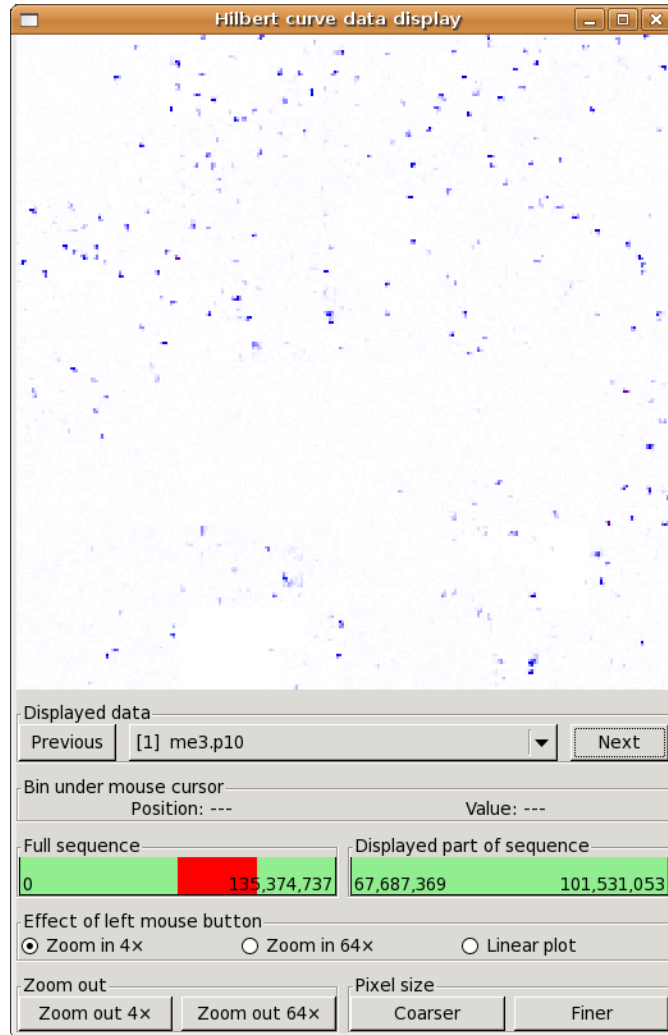 Hilbert curve data display
Displayed data
Previous [1] me3.p10 Next
Bin under mouse cursor
Position: --- Value: ---
Full sequence Displayed part of sequence
0 135,374,737 67,687,369 101,531,053
Effect of left mouse button
Zoom in 4× Zoom in 64× Linear plot
Zoom out Pixel size
Zoom out 4× Zoom out 64× Coarser Finer